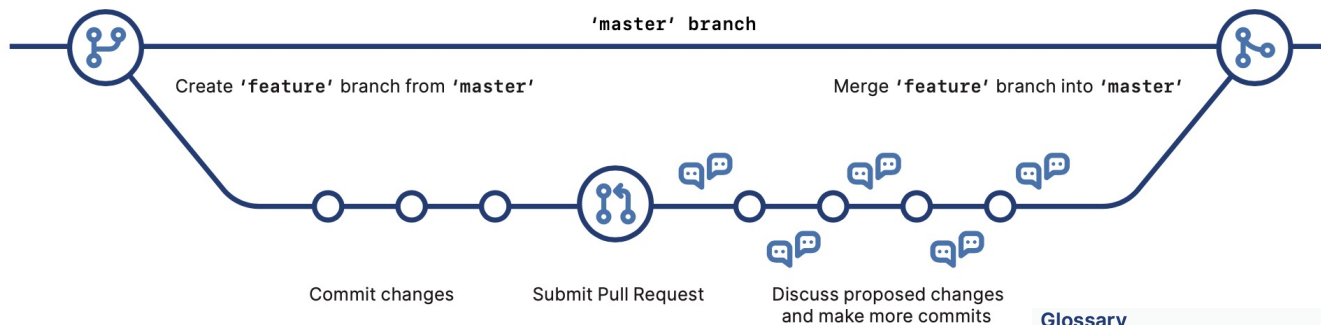 ‘master’ branch
Create ‘feature’ branch from ‘master’
Merge ‘feature’ branch into ‘master’
Commit changes
Submit Pull Request
Discuss proposed changes
and make more commits
Glossary